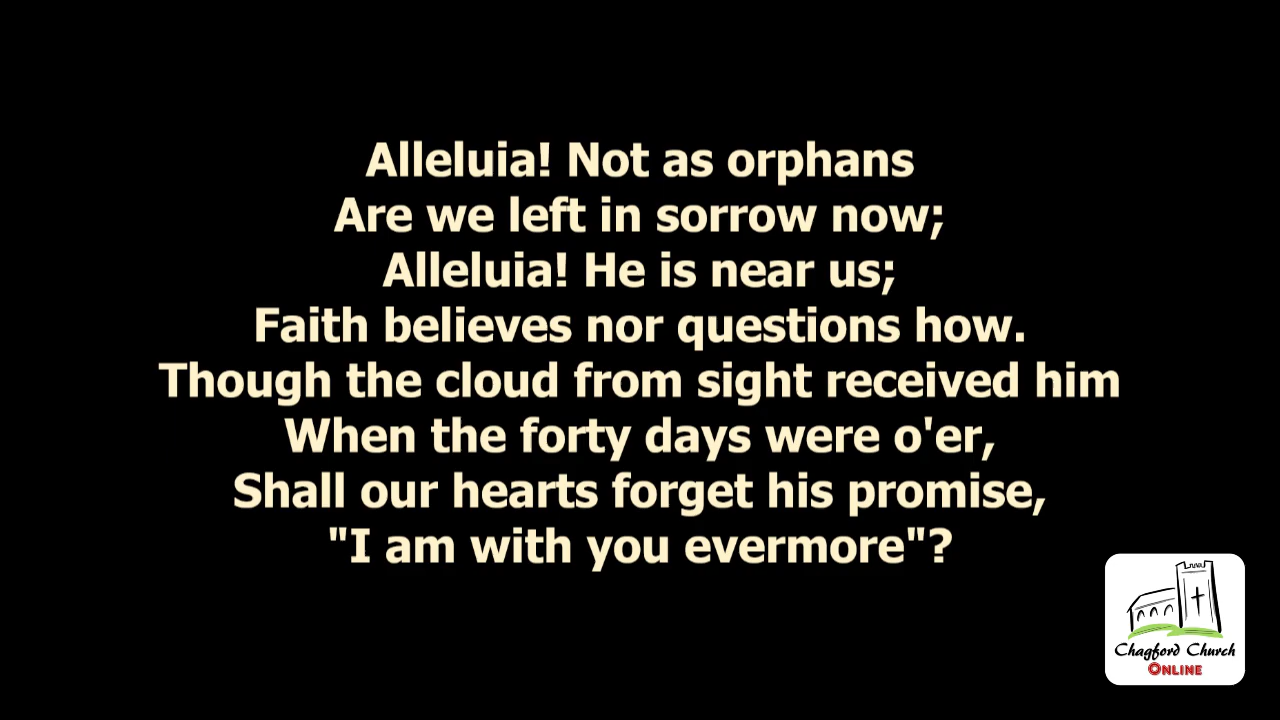 Alleluia! Not as orphans
Are we left in sorrow now;
Alleluia! He is near us;
Faith believes nor questions how.
Though the cloud from sight received him
When the forty days were o'er,
Shall our hearts forget his promise,
"I am with you evermore"?
Chagford Church
ONLINE